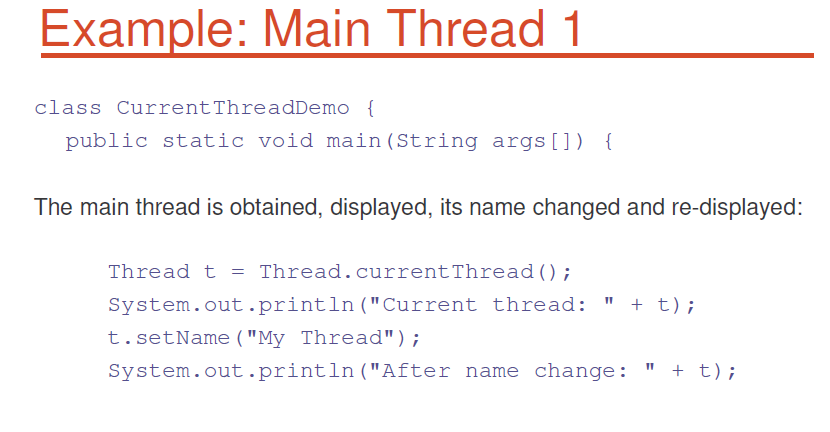 Example: Main Thread 1
class CurrentThreadDemo {
public static void main(String args[]) {
The main thread is obtained, displayed, its name changed and re-displayed:
Thread t = Thread.currentThread();
System.out.println("Current thread: " + t);
t.setName("My Thread");
System.out.println("After name change: " + t);